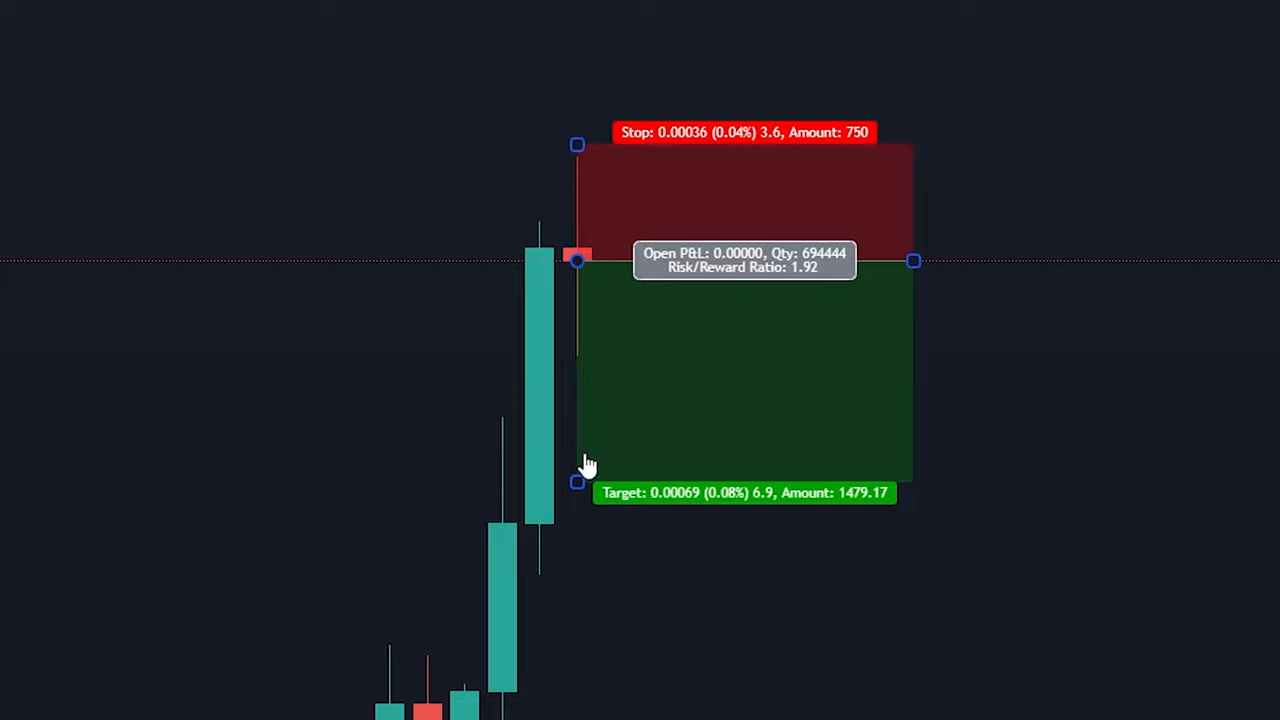 Stop: 0.00036 (0.04%) 3.6, Amount: 750
Open P&L: 0.00000, Qty: 694444
Risk/Reward Ratio: 1.92
Target: 0.00069 (0.08%) 6.9, Amount: 1479.17